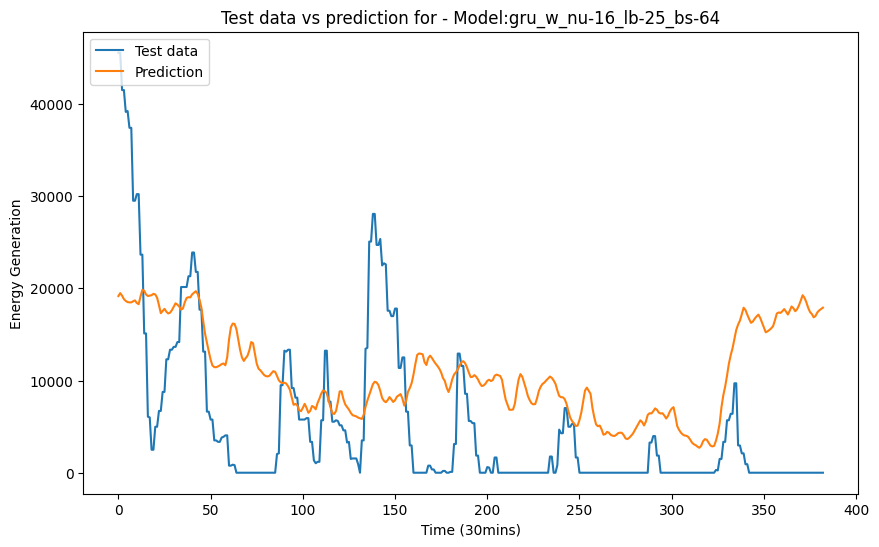 Test data vs prediction for - Model:gru_w_nu-16_lb-25_bs-64
Test data
Prediction
Energy Generation
40000
30000
20000
10000
0
0 50 100 150 200 250 300 350 400
Time (30mins)